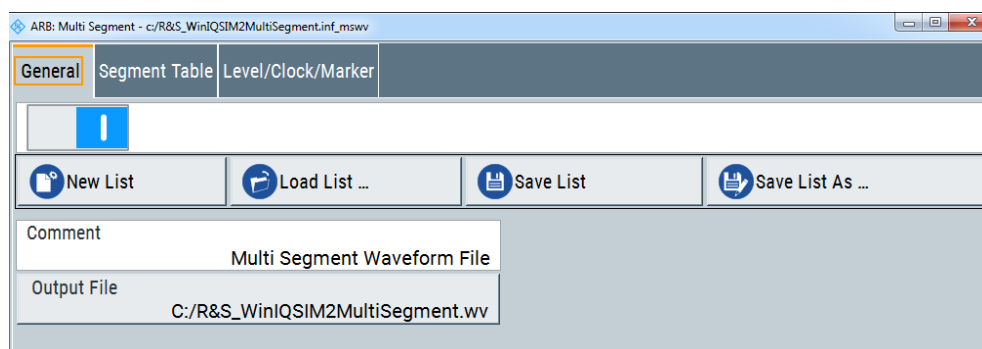 ARB: Multi Segment - c:/R&S_WinIQSIM2MultiSegment.inf_mswv
General Segment Table Level/Clock/Marker
New List Load List ... Save List Save List As ...
Comment
Multi Segment Waveform File
Output File
C:/R&S_WinIQSIM2MultiSegment.wv